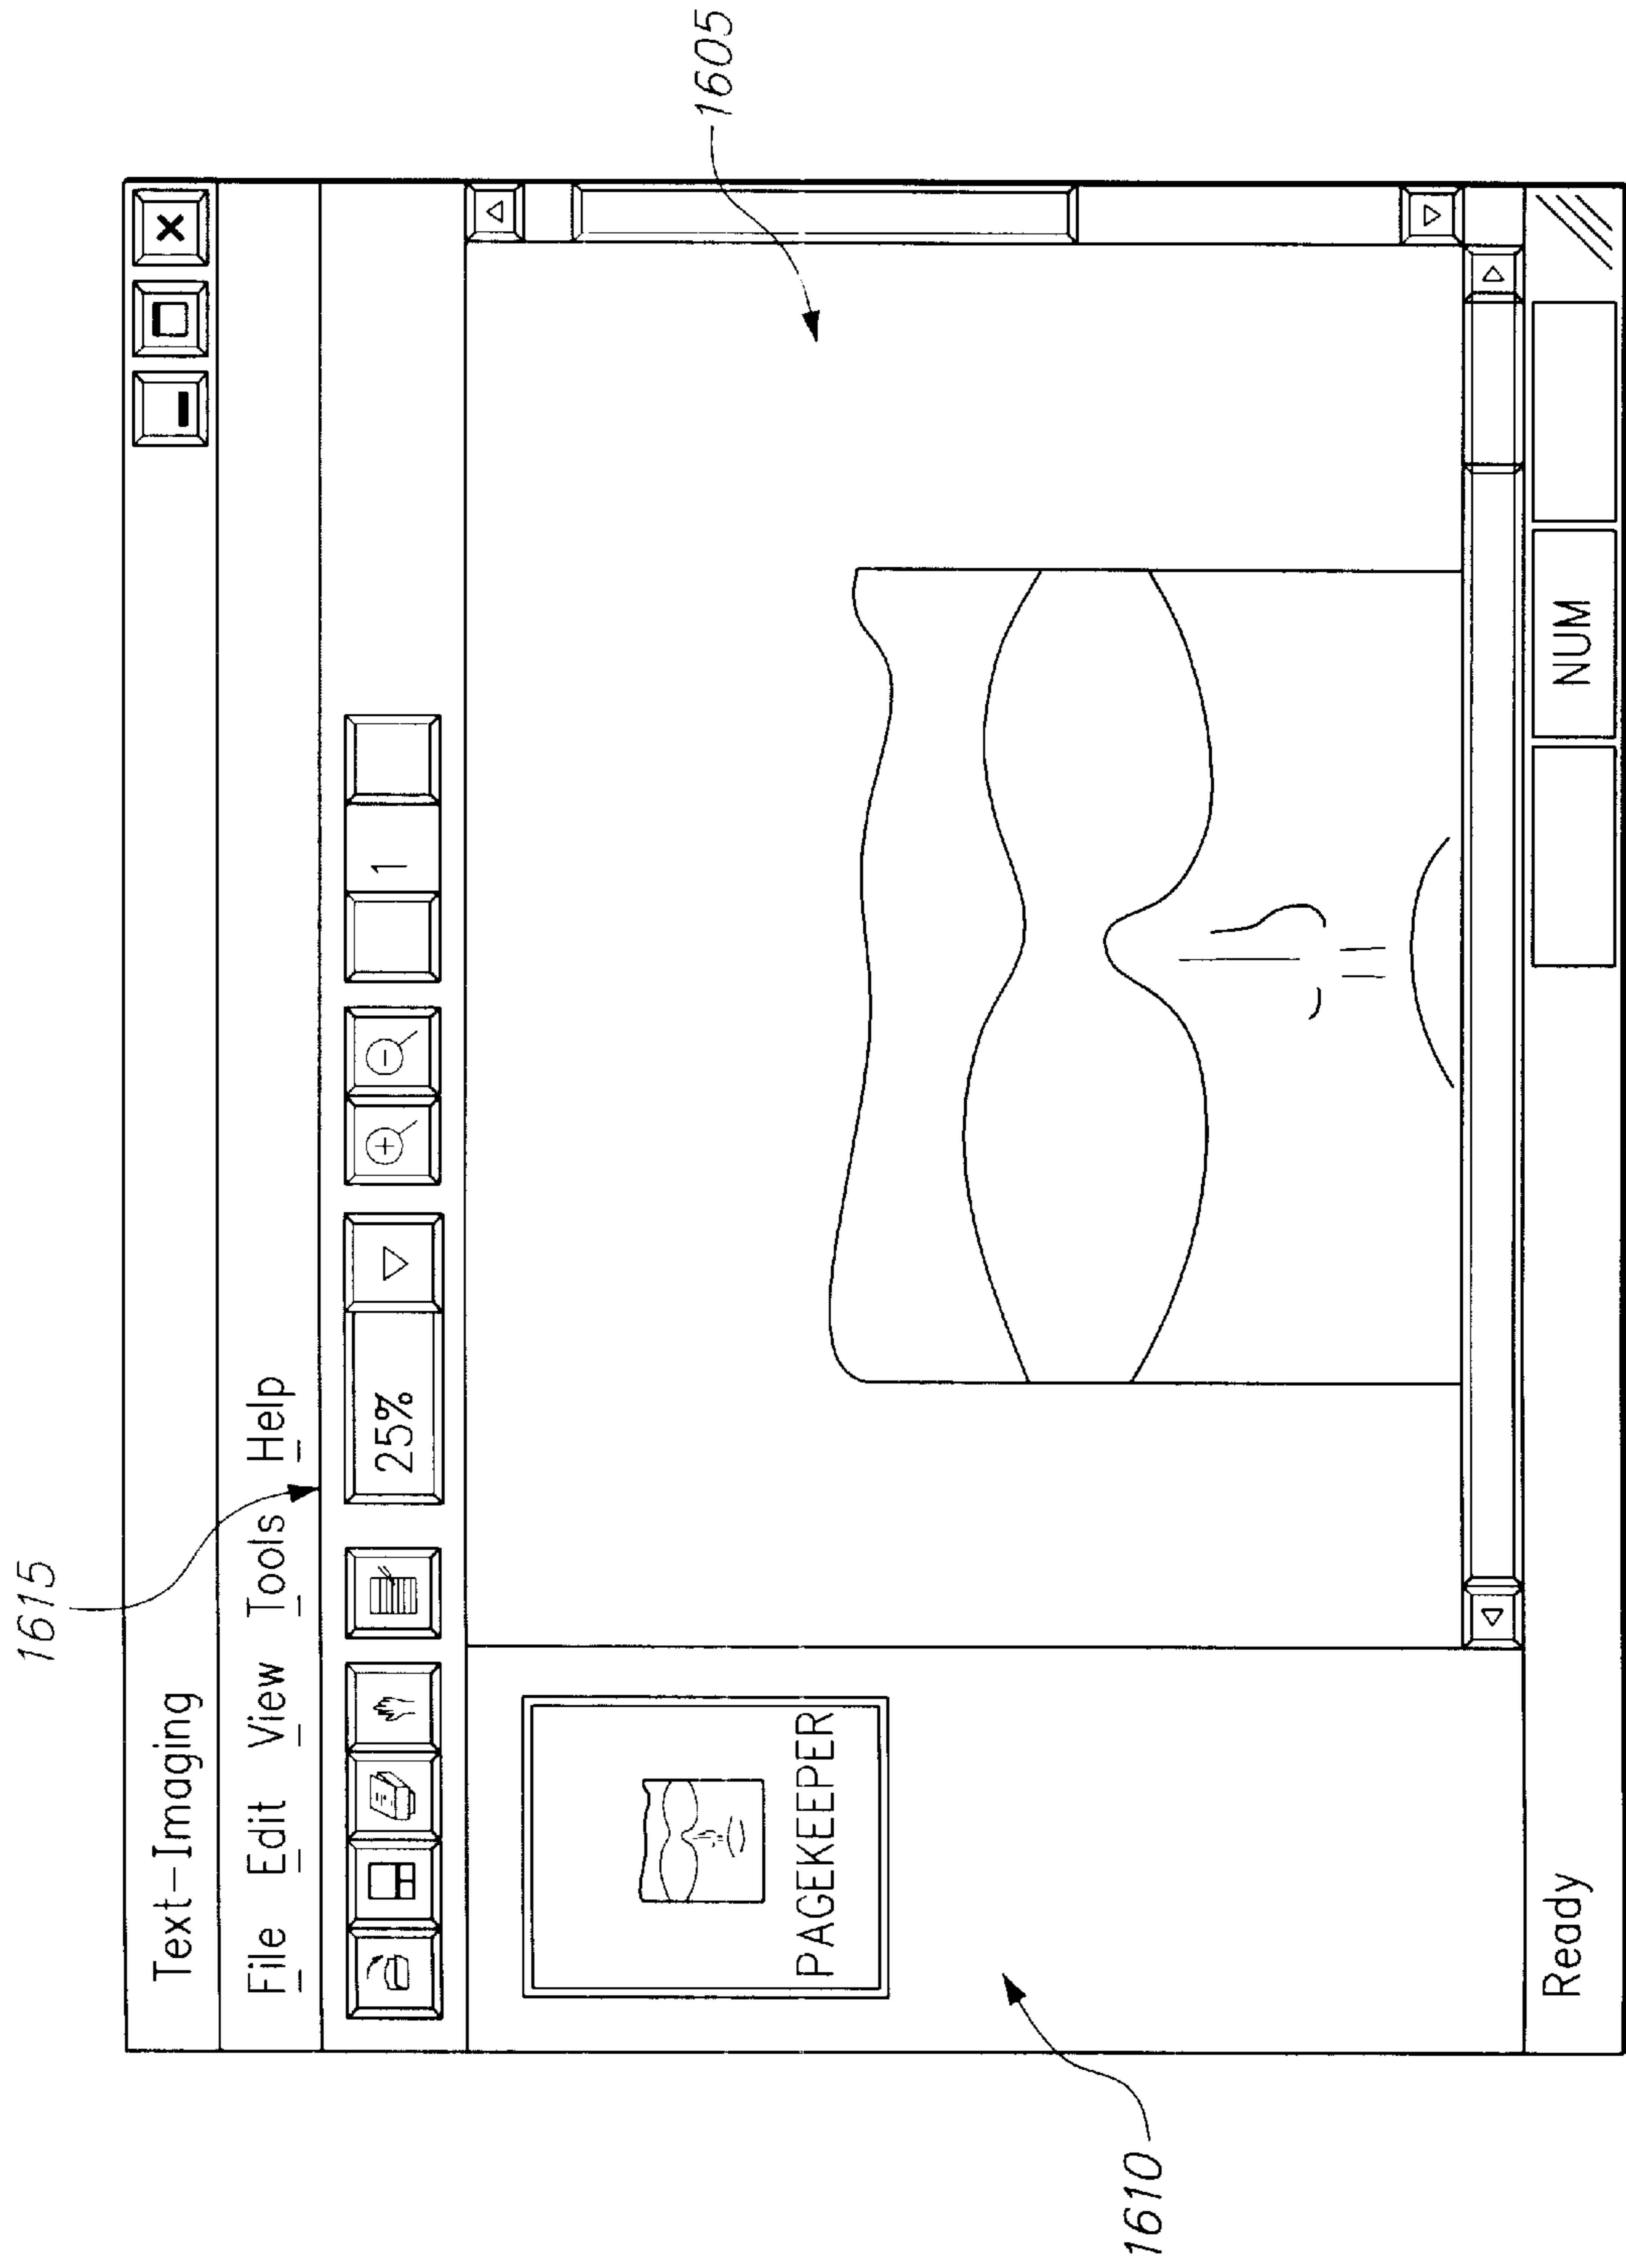 1615
Text-Imaging
File Edit View Tools Help
25% 1
1605
PAGEKEEPER
1610
Ready NUM